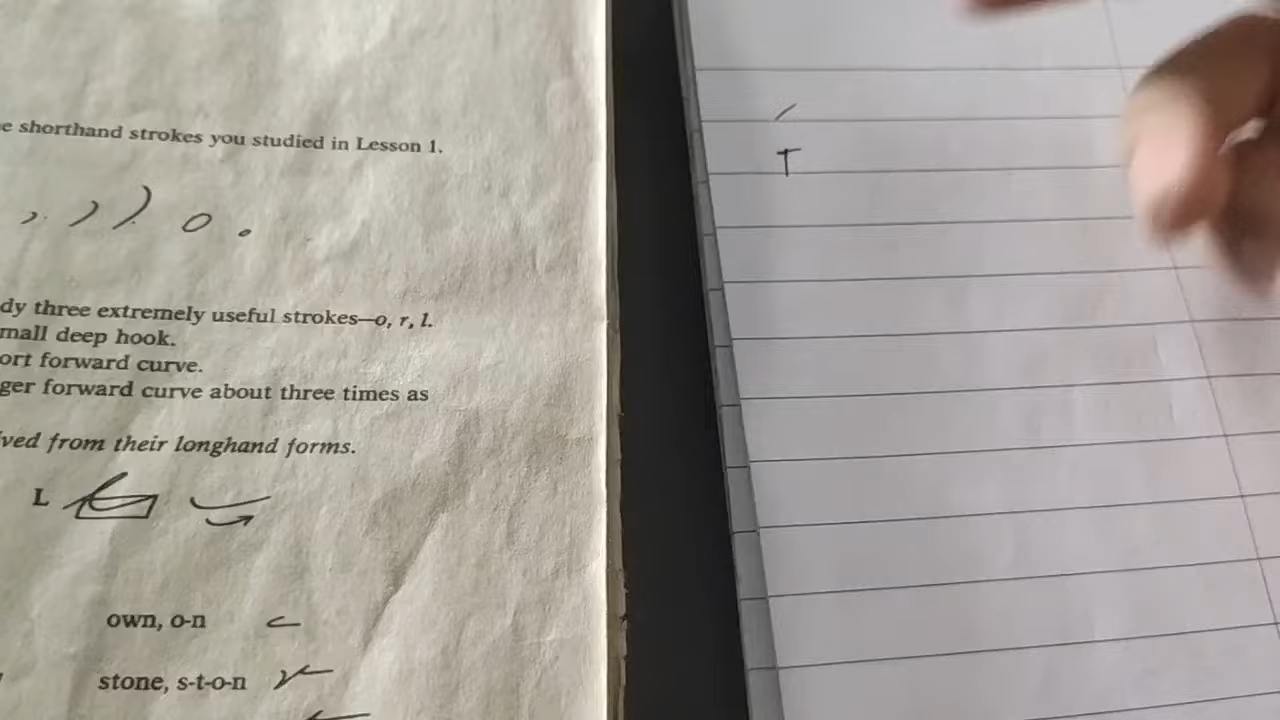 e shorthand strokes you studied in Lesson 1.
dy three extremely useful strokes—o, r, l.
mall deep hook.
ort forward curve.
ger forward curve about three times as
ved from their longhand forms.
L
own, o-n
stone, s-t-o-n
T